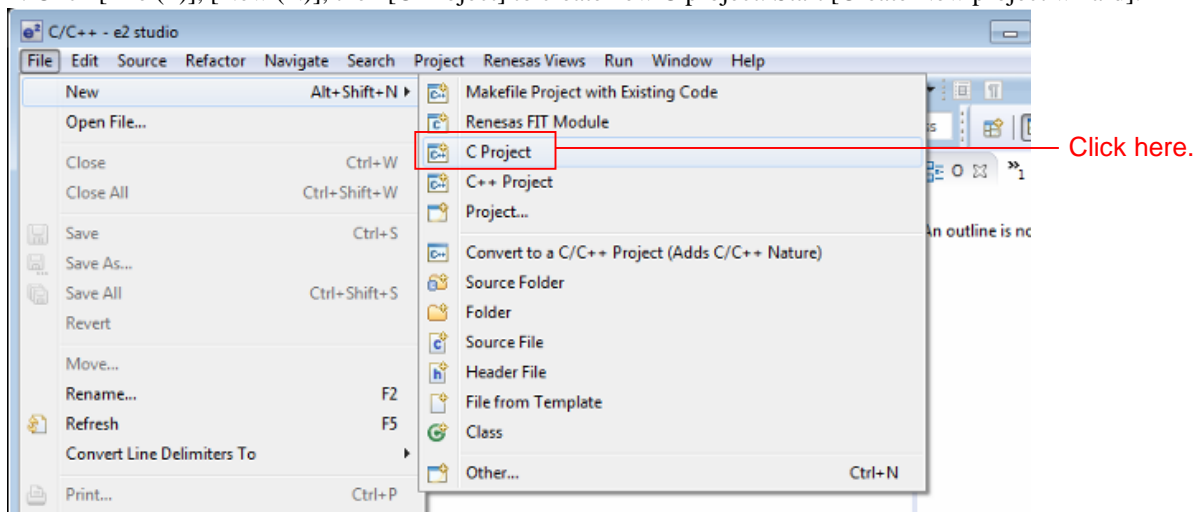 C/C++ - e2 studio
File Edit Source Refactor Navigate Search Project Renesas Views Run Window Help
New Alt+Shift+N
Open File...
Close Ctrl+W
Close All Ctrl+Shift+W
Save Ctrl+S
Save As...
Save All Ctrl+Shift+S
Revert
Move...
Rename... F2
Refresh F5
Convert Line Delimiters To
Print... Ctrl+P
Makefile Project with Existing Code
Renesas FIT Module
C Project
C++ Project
Project...
Convert to a C/C++ Project (Adds C/C++ Nature)
Source Folder
Folder
Source File
Header File
File from Template
Class
Other... Ctrl+N
An outline is no
Click here.